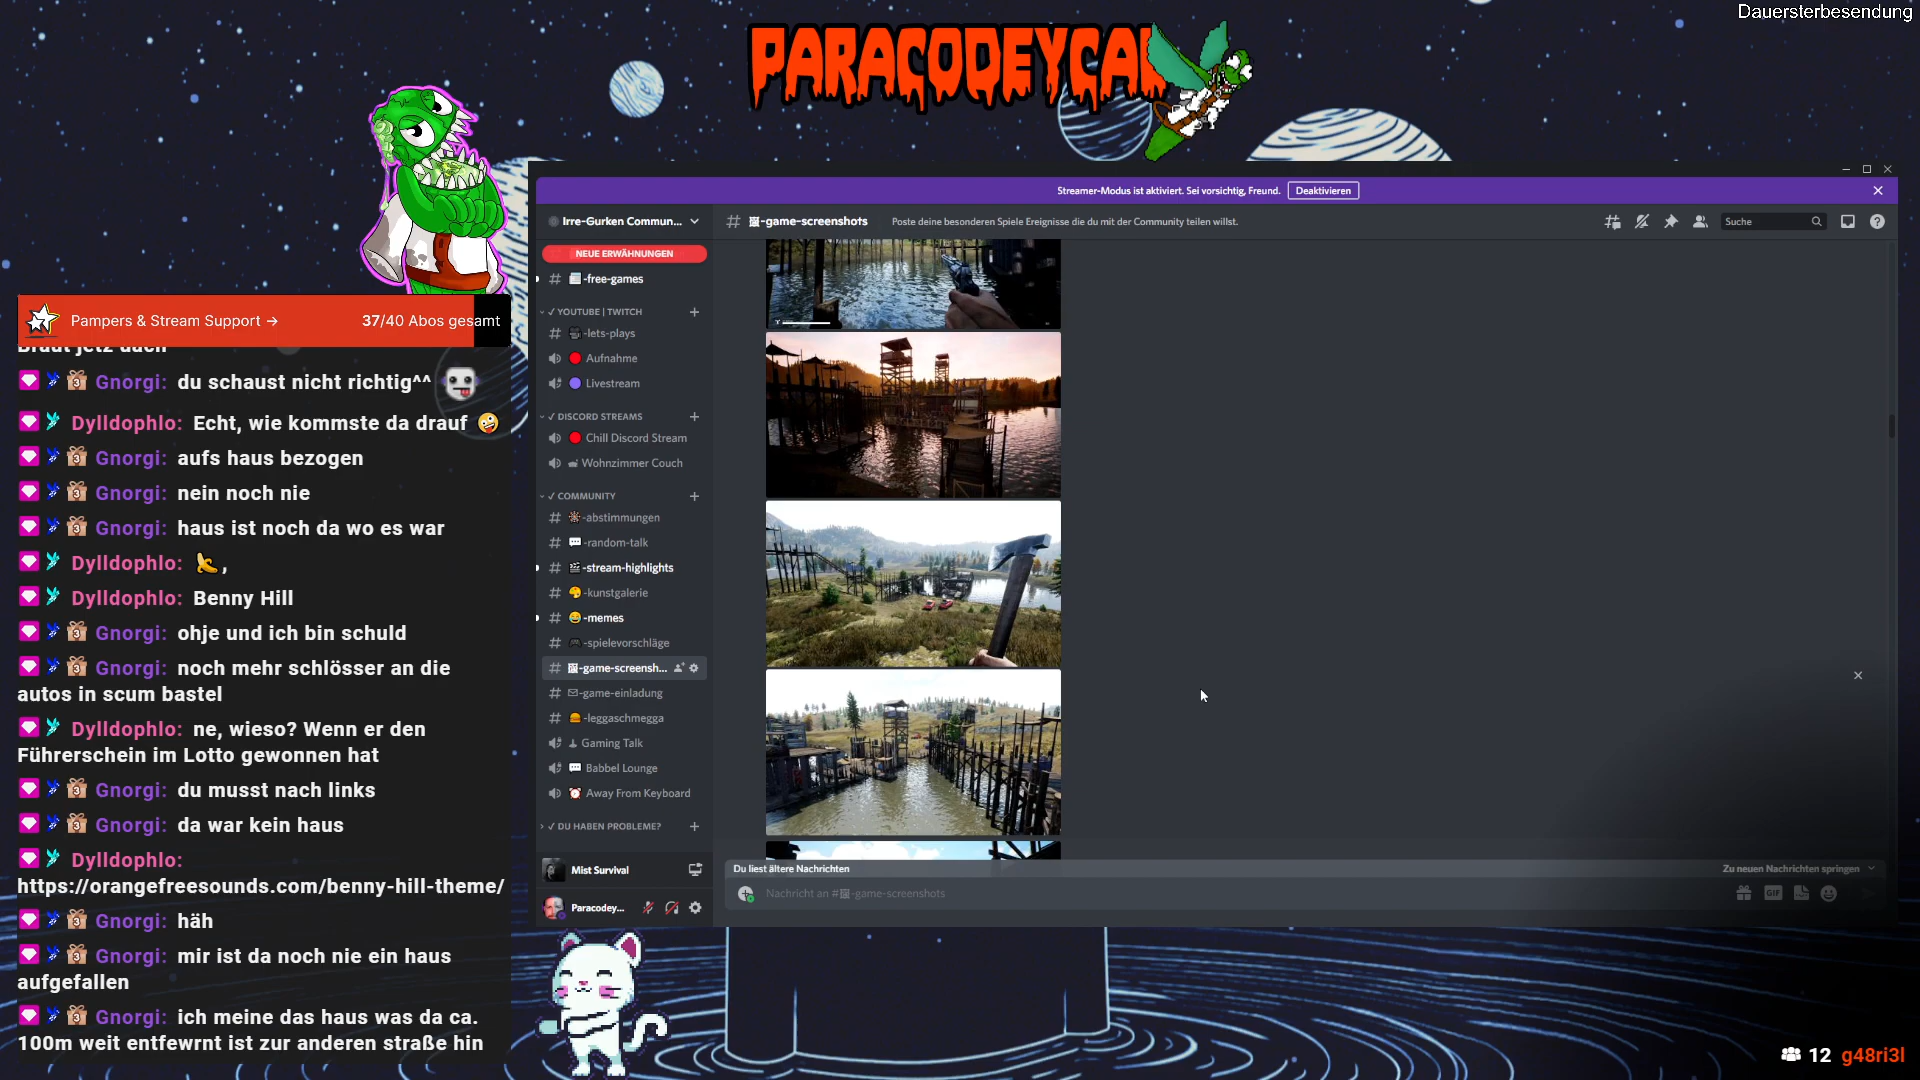 Dauersterbesendung
PARACODEYCAL
Streamer-Modus ist aktiviert. Sei vorsichtig, Freund.
Deaktivieren
Irre-Gurken Commun...
-game-screenshots
Poste deine besonderen Spiele Ereignisse die du mit der Community teilen willst.
Suche
NEUE ERWÄHNUNGEN
-free-games
YOUTUBE | TWITCH
-lets-plays
Aufnahme
Livestream
DISCORD STREAMS
Chill Discord Stream
Wohnzimmer Couch
COMMUNITY
-abstimmungen
-random-talk
-stream-highlights
-kunstgalerie
-memes
-spielevorschläge
-game-screensh...
-game-einladung
-leggaschmegga
Gaming Talk
Babbel Lounge
Away From Keyboard
DU HABEN PROBLEME?
Mist Survival
Paracodey...
Du liest ältere Nachrichten
Zu neuen Nachrichten springen
Nachricht an #-game-screenshots
GIF
Pampers & Stream Support →
37/40 Abos gesamt
Gnorgi: du schaust nicht richtig^^
Dylldophlo: Echt, wie kommste da drauf
Gnorgi: aufs haus bezogen
Gnorgi: nein noch nie
Gnorgi: haus ist noch da wo es war
Dylldophlo: ,
Dylldophlo: Benny Hill
Gnorgi: ohje und ich bin schuld
Gnorgi: noch mehr schlösser an die
autos in scum bastel
Dylldophlo: ne, wieso? Wenn er den
Führerschein im Lotto gewonnen hat
Gnorgi: du musst nach links
Gnorgi: da war kein haus
Dylldophlo:
https://orangefreesounds.com/benny-hill-theme/
Gnorgi: häh
Gnorgi: mir ist da noch nie ein haus
aufgefallen
Gnorgi: ich meine das haus was da ca.
100m weit entfewrnt ist zur anderen straße hin
12 g48ri3l